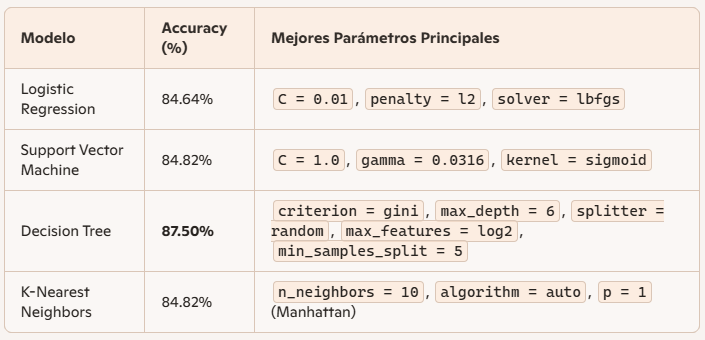 Modelo
Accuracy
(%)
Mejores Parámetros Principales
Logistic
Regression
84.64%
C = 0.01, penalty = l2, solver = lbfgs
Support Vector
Machine
84.82%
C = 1.0, gamma = 0.0316, kernel = sigmoid
Decision Tree
87.50%
criterion = gini, max_depth = 6, splitter =
random, max_features = log2,
min_samples_split = 5
K-Nearest
Neighbors
84.82%
n_neighbors = 10, algorithm = auto, p = 1
(Manhattan)